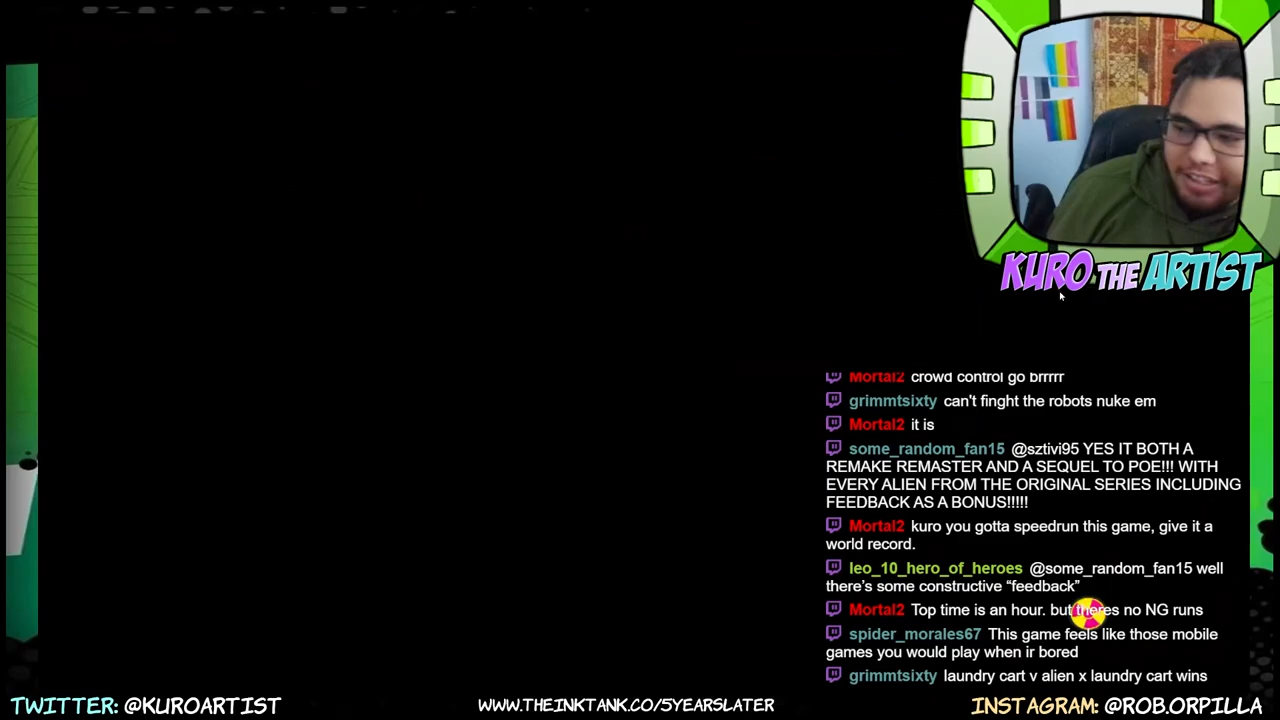 KURO THE ARTIST
Mortal2 crowd control go brrrrr
grimmtsixty can't finght the robots nuke em
Mortal2 it is
some_random_fan15 @sztivi95 YES IT BOTH A
REMAKE REMASTER AND A SEQUEL TO POE!!! WITH
EVERY ALIEN FROM THE ORIGINAL SERIES INCLUDING
FEEDBACK AS A BONUS!!!!!
Mortal2 kuro you gotta speedrun this game, give it a
world record.
leo_10_hero_of_heroes @some_random_fan15 well
there's some constructive “feedback”
Mortal2 Top time is an hour. but theres no NG runs
spider_morales67 This game feels like those mobile
games you would play when ir bored
grimmtsixty laundry cart v alien x laundry cart wins
TWITTER: @KUROARTIST
WWW.THEINKTANK.CO/5YEARSLATER
INSTAGRAM: @ROB.ORPILLA